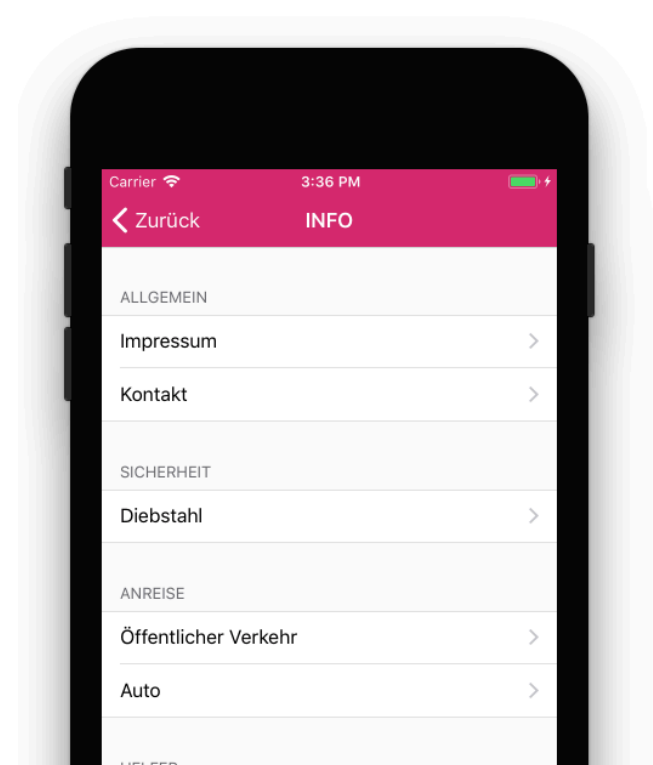 Carrier 3:36 PM
Zurück INFO
ALLGEMEIN
Impressum
Kontakt
SICHERHEIT
Diebstahl
ANREISE
Öffentlicher Verkehr
Auto